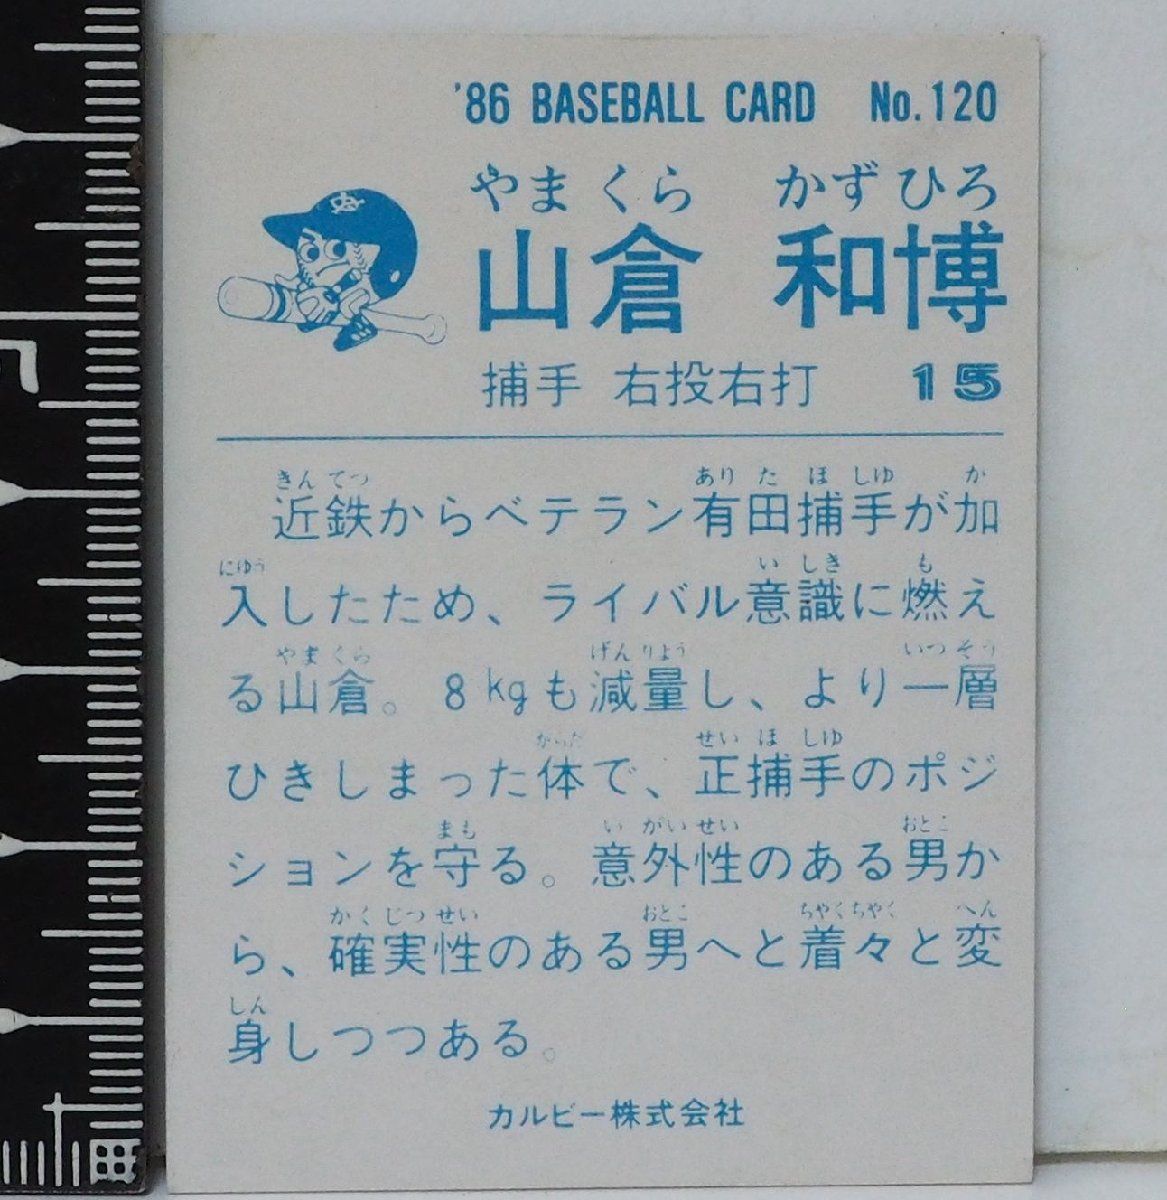 '86 BASEBALL CARD No.120
やまくら かずひろ
山倉 和博
捕手 右投右打 15
きんてつ ありたほしゆ か
近鉄からベテラン有田捕手が加
にゆう いしき も
入したため、ライバル意識に燃え
やまくら げんりよう いつそう
る山倉。8kgも減量し、より一層
からだ せいほしゆ
ひきしまった体で、正捕手のポジ
まも いがいせい おとこ
ションを守る。意外性のある男か
かくじつせい おとこ ちやくちやく へん
ら、確実性のある男へと着々と変
しん
身しつつある。
カルビー株式会社